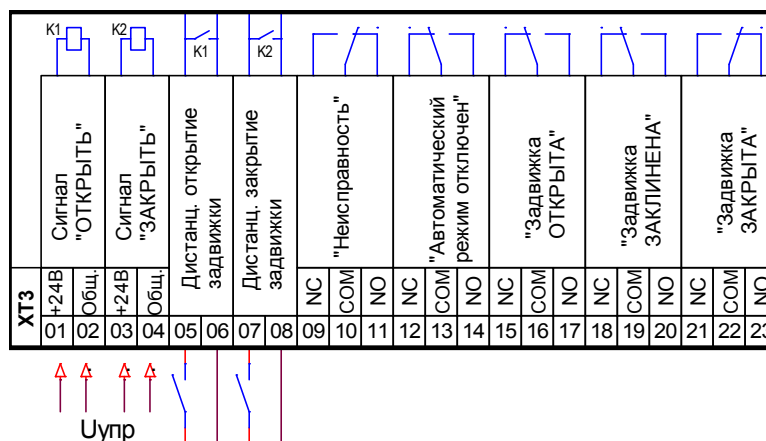 K1
K2
K1
K2
Сигнал
"ОТКРЫТЬ"
Сигнал
"ЗАКРЫТЬ"
Дистанц. открытие
задвижки
Дистанц. закрытие
задвижки
"Неисправность"
"Автоматический
режим отключен"
"Задвижка
ОТКРЫТА"
"Задвижка
ЗАКЛИНЕНА"
"Задвижка
ЗАКРЫТА"
XT3
+24В Общ. +24В Общ. NC COM NO NC COM NO NC COM NO NC COM NO NC COM NO
01 02 03 04 05 06 07 08 09 10 11 12 13 14 15 16 17 18 19 20 21 22 23
Uупр